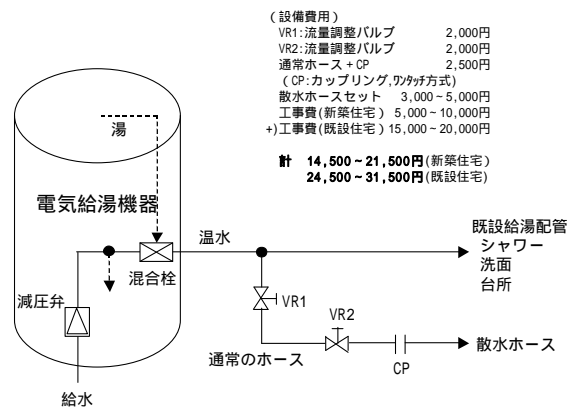 (設備費用)
VR1:流量調整バルブ 2,000円
VR2:流量調整バルブ 2,000円
通常ホース+CP 2,500円
(CP:カップリング,ワンタッチ方式)
散水ホースセット 3,000~5,000円
工事費(新築住宅) 5,000~10,000円
+)工事費(既設住宅) 15,000~20,000円
計 14,500~21,500円(新築住宅)
24,500~31,500円(既設住宅)
湯
電気給湯機器
温水
混合栓
減圧弁
給水
既設給湯配管
シャワー
洗面
台所
VR1
VR2
通常のホース
CP
散水ホース